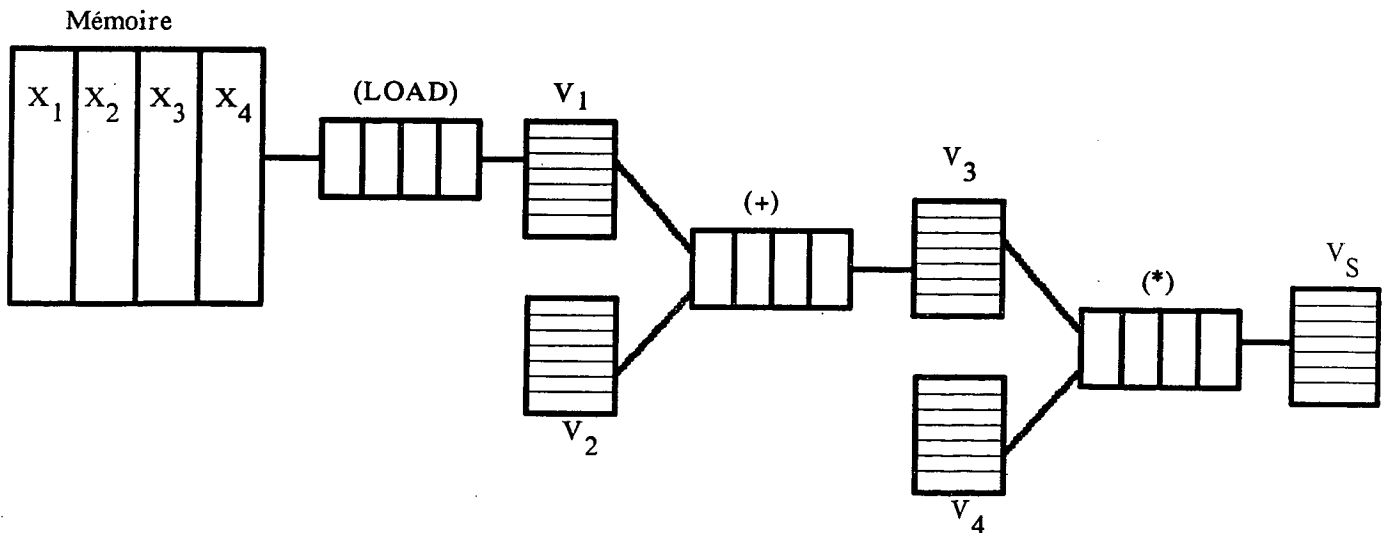 Mémoire
X1 X2 X3 X4
(LOAD)
V1
V2
(+)
V3
V4
(*)
VS